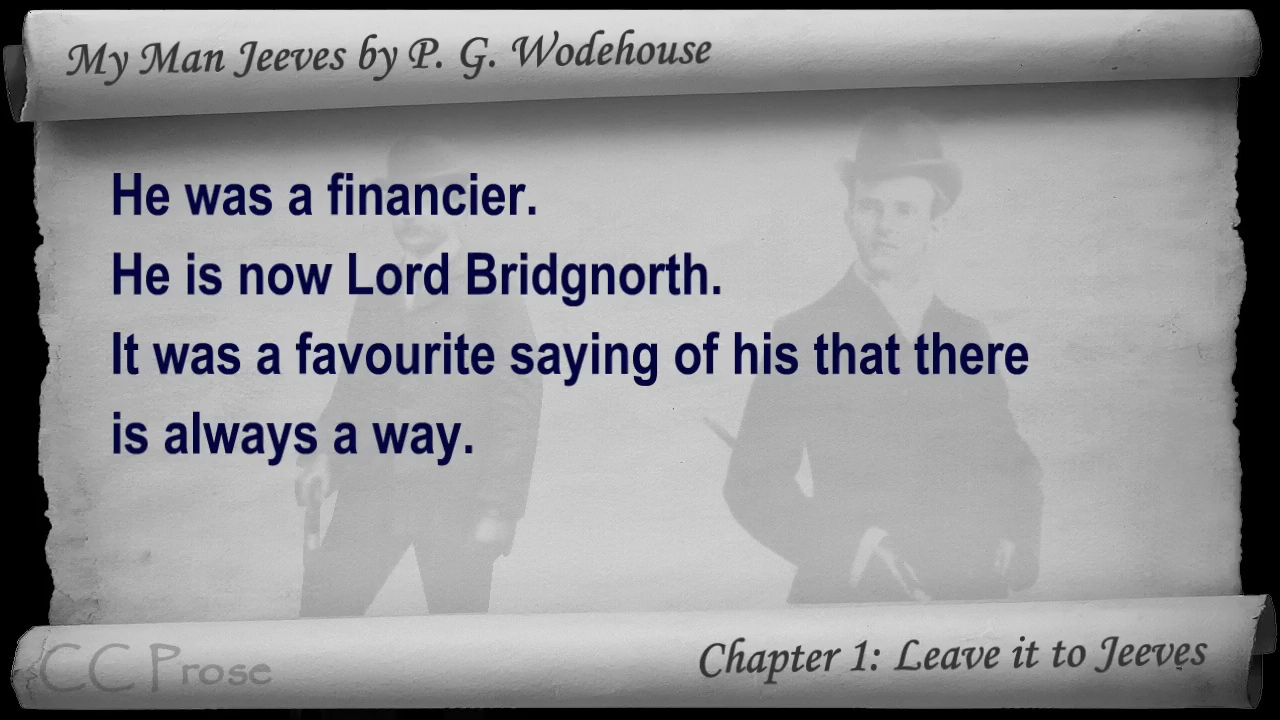 My Man Jeeves by P. G. Wodehouse
He was a financier.
He is now Lord Bridgnorth.
It was a favourite saying of his that there
is always a way.
CC Prose
Chapter 1: Leave it to Jeeves